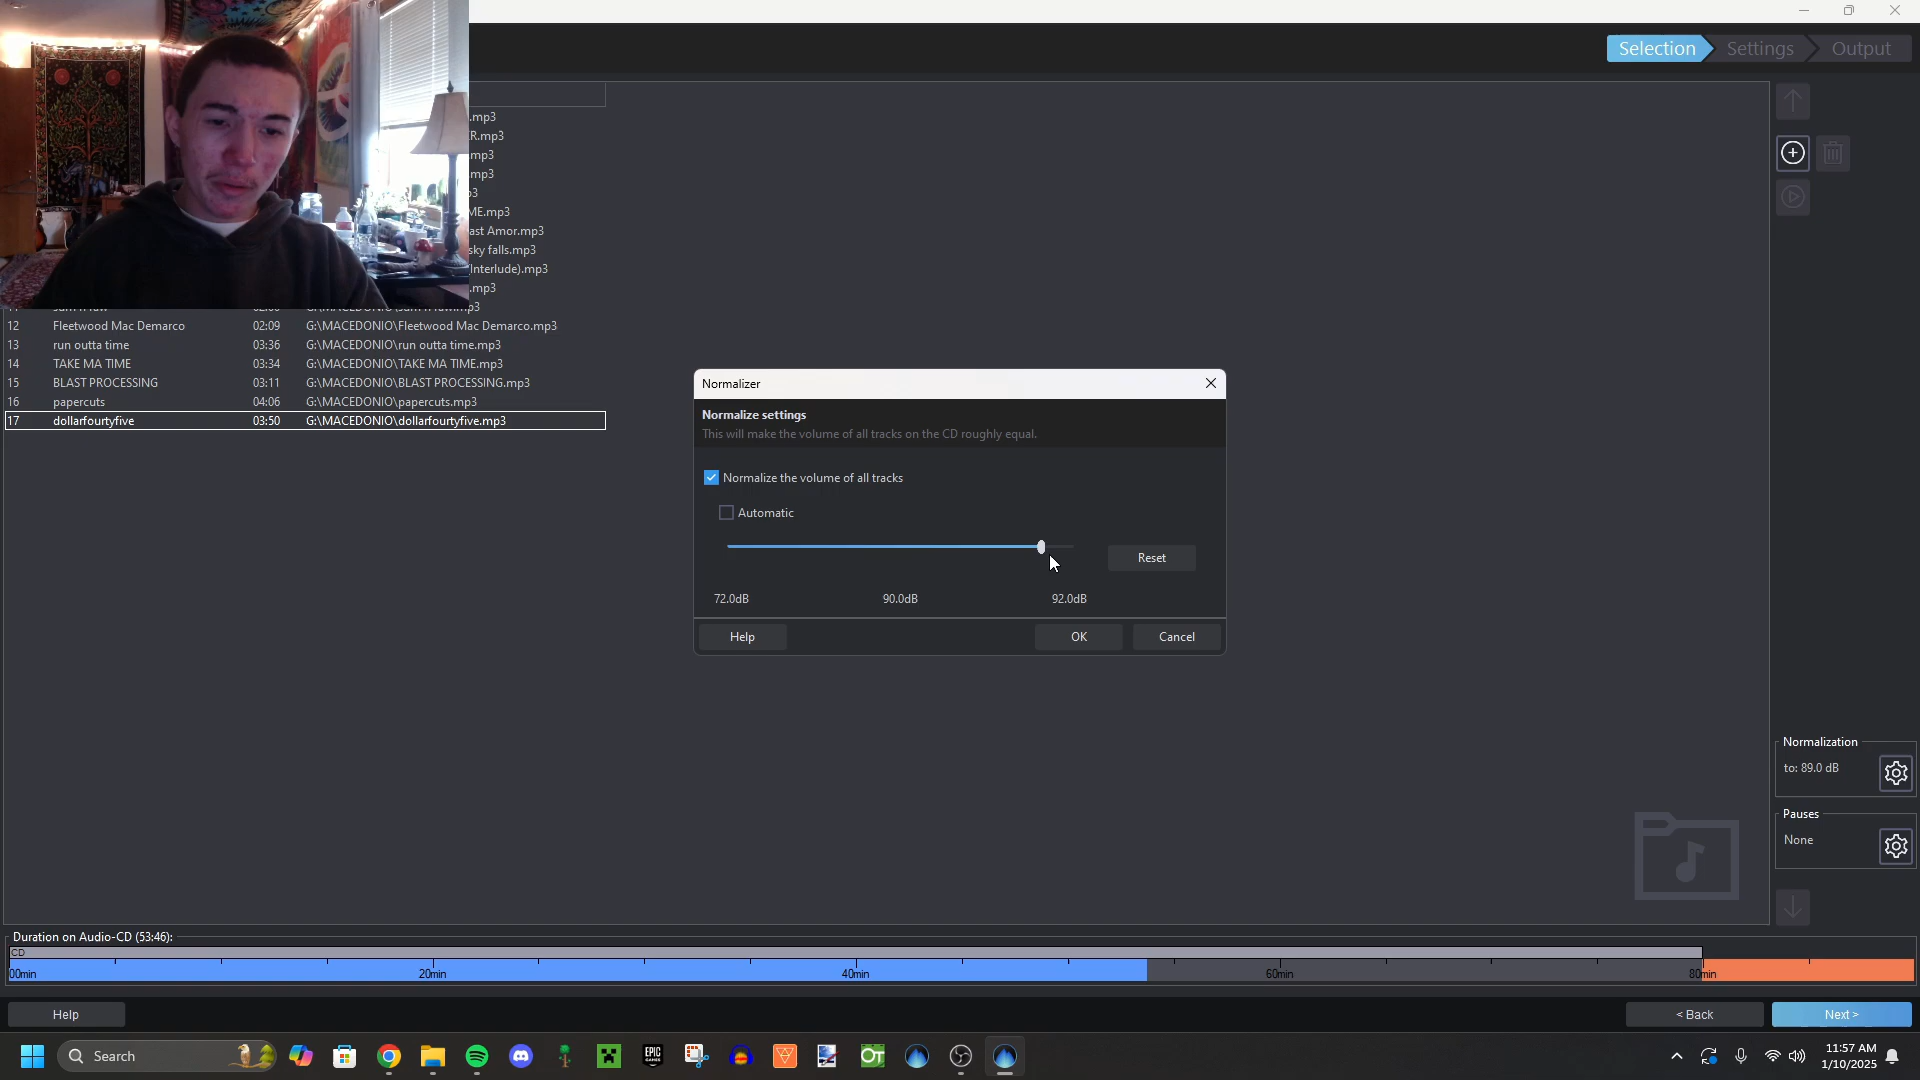 Selection
Settings
Output
.mp3
R.mp3
mp3
.mp3
ME.mp3
ast Amor.mp3
sky falls.mp3
Interlude).mp3
.mp3
12 Fleetwood Mac Demarco 02:09 G:\MACEDONIO\Fleetwood Mac Demarco.mp3
13 run outta time 03:36 G:\MACEDONIO\run outta time.mp3
14 TAKE MA TIME 03:34 G:\MACEDONIO\TAKE MA TIME.mp3
15 BLAST PROCESSING 03:11 G:\MACEDONIO\BLAST PROCESSING.mp3
16 papercuts 04:06 G:\MACEDONIO\papercuts.mp3
17 dollarfourtyfive 03:50 G:\MACEDONIO\dollarfourtyfive.mp3
Normalizer
Normalize settings
This will make the volume of all tracks on the CD roughly equal.
Normalize the volume of all tracks
Automatic
Reset
72.0dB 90.0dB 92.0dB
Help OK Cancel
Normalization
to: 89.0 dB
Pauses
None
Duration on Audio-CD (53:46):
CD
00min 20min 40min 60min 80min
Help < Back Next >
Search
EPIC
GAMES
OT
11:57 AM
1/10/2025